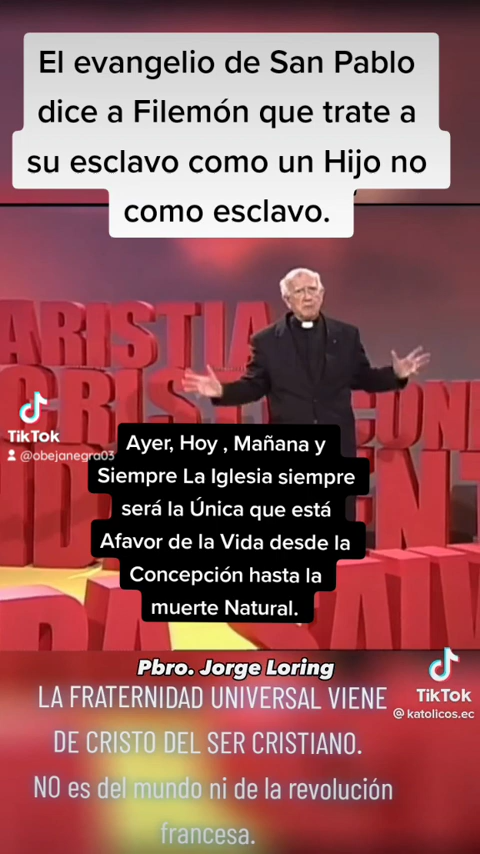 El evangelio de San Pablo
dice a Filemón que trate a
su esclavo como un Hijo no
como esclavo.
ARISTIA
CRIST
CON
TikTok
@obejanegra03
Ayer, Hoy , Mañana y
Siempre La Iglesia siempre
será la Única que está
Afavor de la Vida desde la
Concepción hasta la
muerte Natural.
Pbro. Jorge Loring
TikTok
@katolicos.ec
LA FRATERNIDAD UNIVERSAL VIENE
DE CRISTO DEL SER CRISTIANO.
NO es del mundo ni de la revolución
francesa.